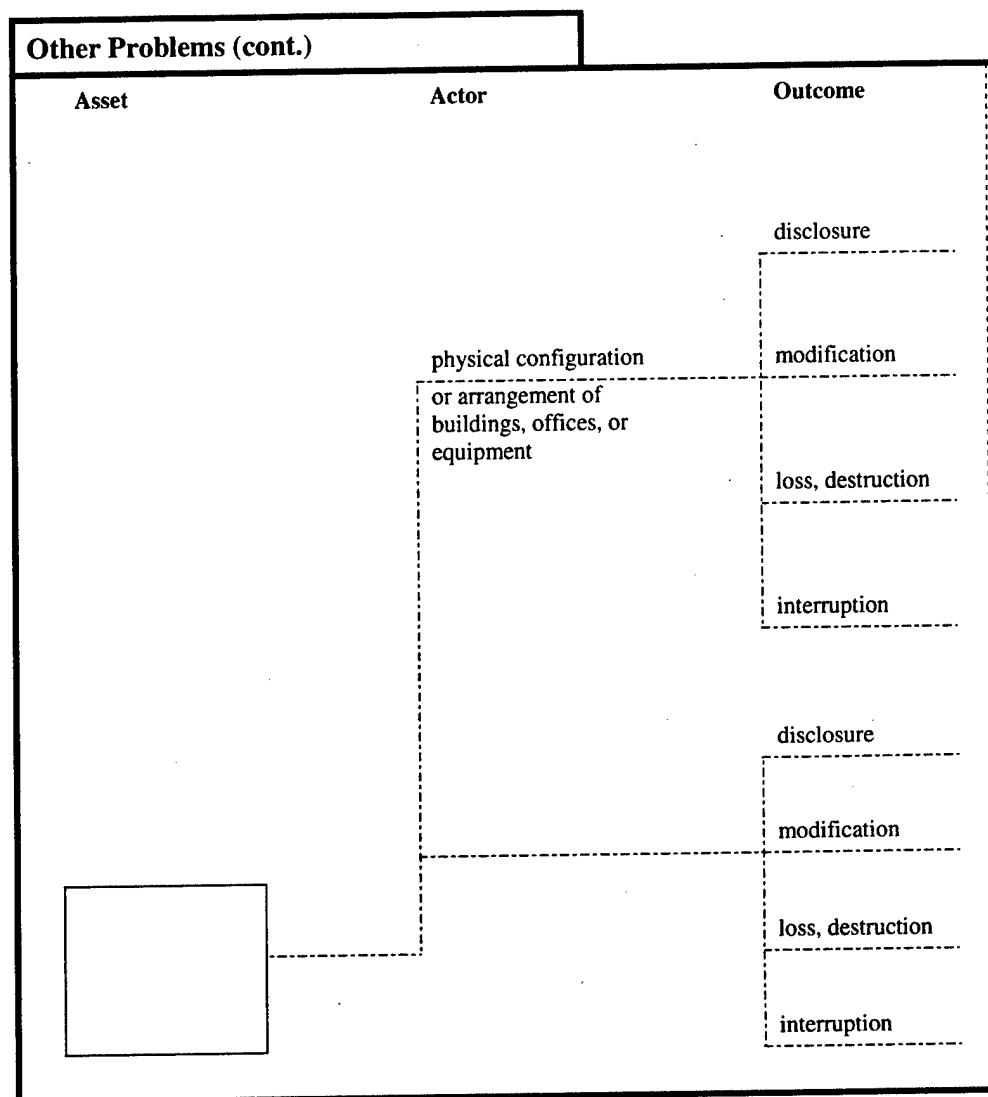 Other Problems (cont.)
Asset
Actor
Outcome
disclosure
physical configuration
modification
or arrangement of
buildings, offices, or
equipment
loss, destruction
interruption
disclosure
modification
loss, destruction
interruption